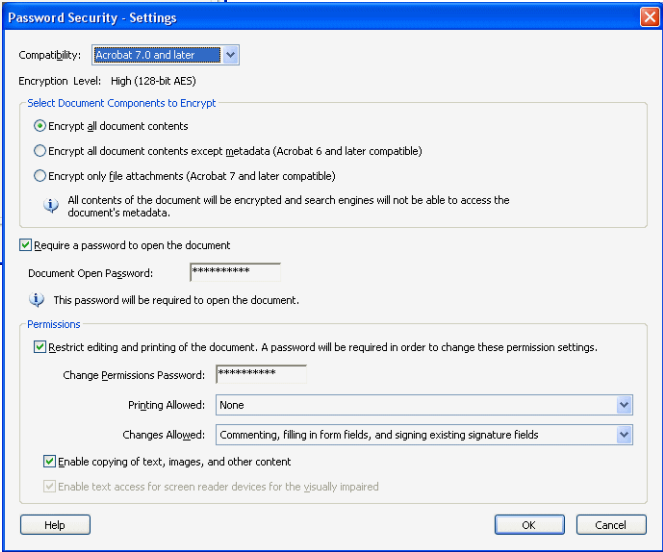 Password Security - Settings
Compatibility: Acrobat 7.0 and later
Encryption Level: High (128-bit AES)
Select Document Components to Encrypt
Encrypt all document contents
Encrypt all document contents except metadata (Acrobat 6 and later compatible)
Encrypt only file attachments (Acrobat 7 and later compatible)
All contents of the document will be encrypted and search engines will not be able to access the
document's metadata.
Require a password to open the document
Document Open Password: **********
This password will be required to open the document.
Permissions
Restrict editing and printing of the document. A password will be required in order to change these permission settings.
Change Permissions Password: **********
Printing Allowed: None
Changes Allowed: Commenting, filling in form fields, and signing existing signature fields
Enable copying of text, images, and other content
Enable text access for screen reader devices for the visually impaired
Help OK Cancel